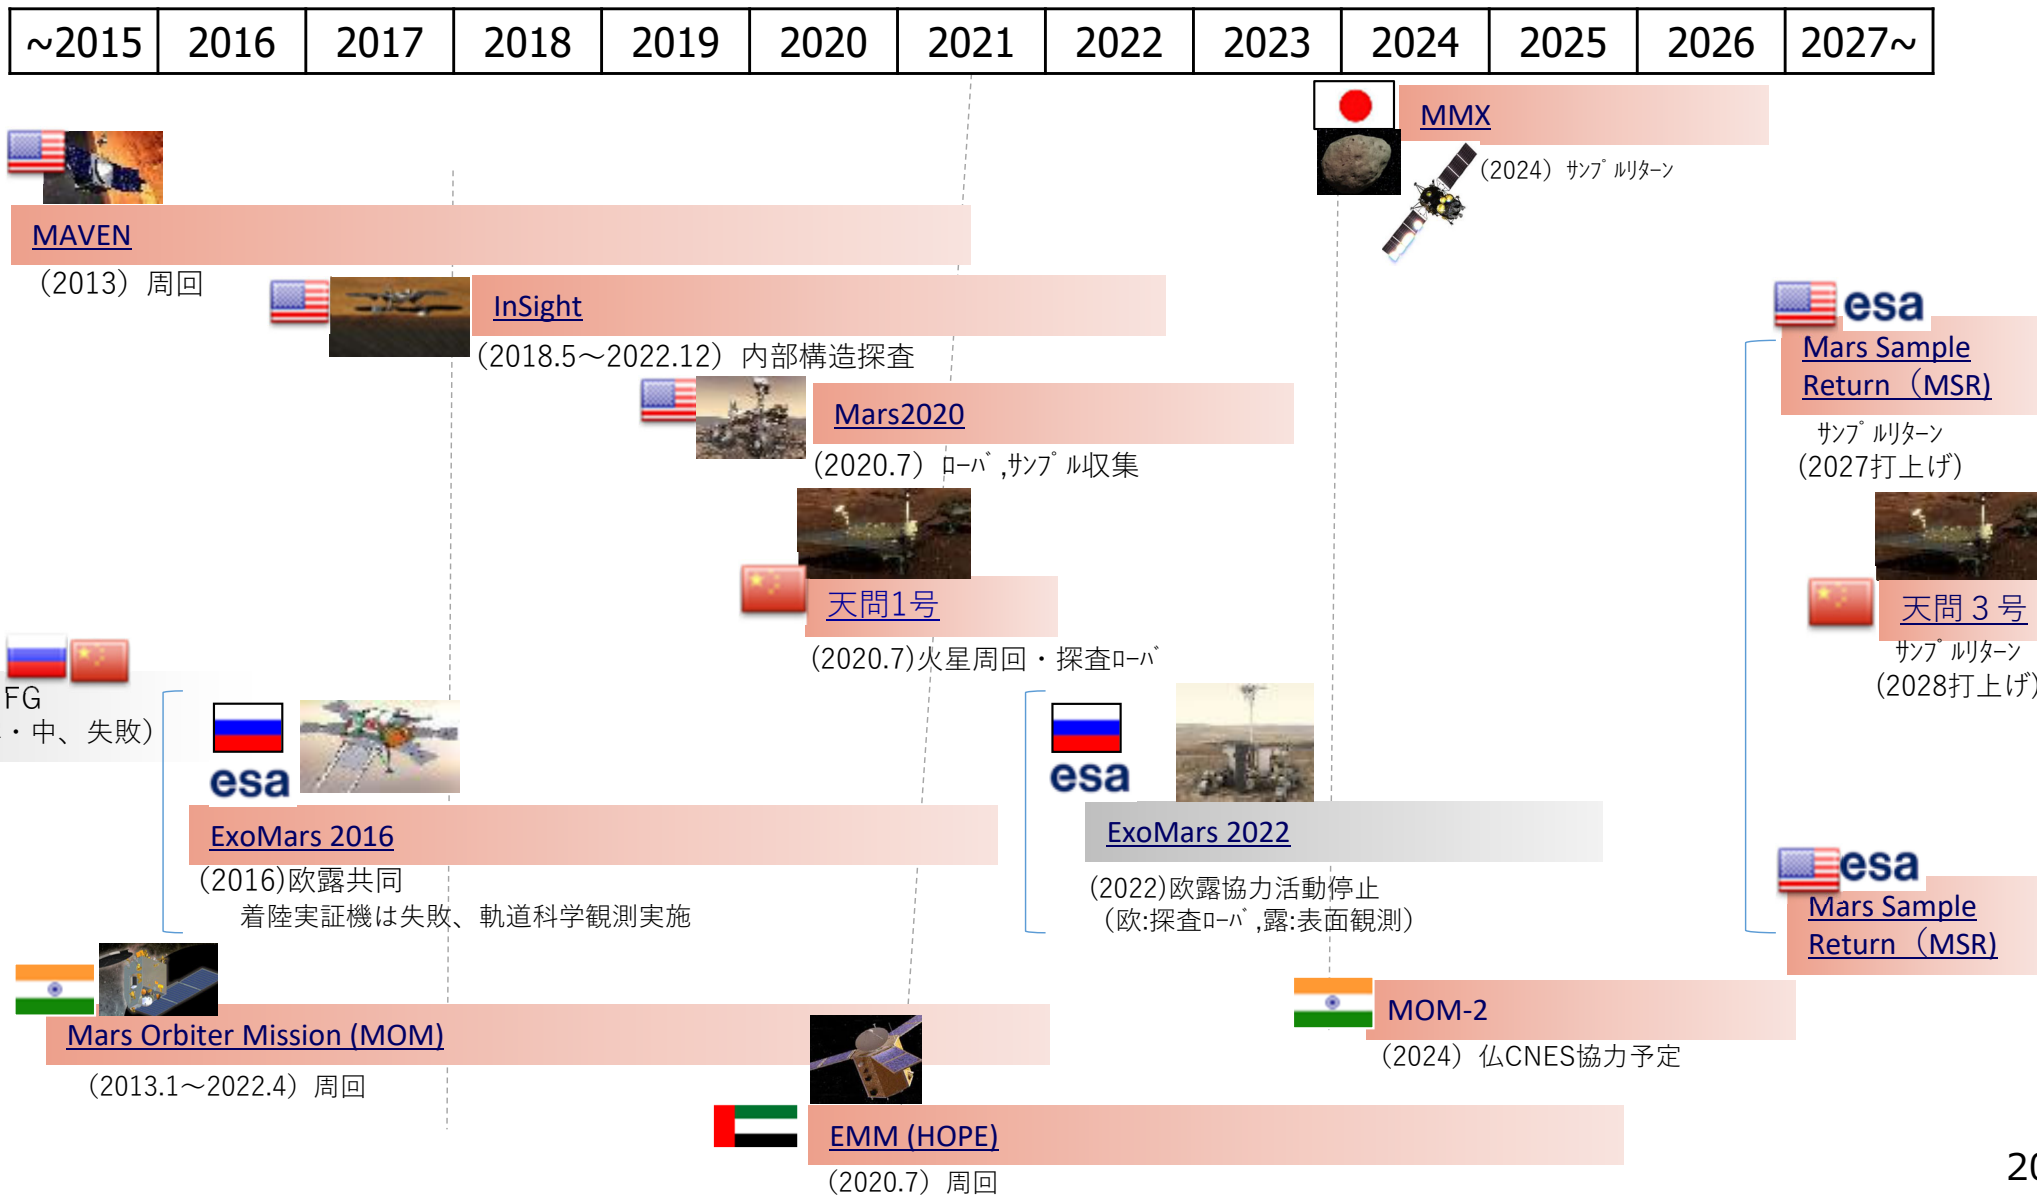 ~2015 2016 2017 2018 2019 2020 2021 2022 2023 2024 2025 2026 2027~
MMX
(2024) サンプルリターン
MAVEN
(2013) 周回
InSight
(2018.5～2022.12) 内部構造探査
esa
Mars Sample
Return (MSR)
サンプルリターン
(2027打上げ)
Mars2020
(2020.7) ローバ,サンプル収集
天問1号
(2020.7)火星周回・探査ローバ
天問３号
サンプルリターン
(2028打上げ)
FG
・中、失敗)
esa
ExoMars 2016
(2016)欧露共同
着陸実証機は失敗、軌道科学観測実施
esa
ExoMars 2022
(2022)欧露協力活動停止
(欧:探査ローバ,露:表面観測)
esa
Mars Sample
Return (MSR)
Mars Orbiter Mission (MOM)
(2013.1～2022.4) 周回
MOM-2
(2024) 仏CNES協力予定
EMM (HOPE)
(2020.7) 周回